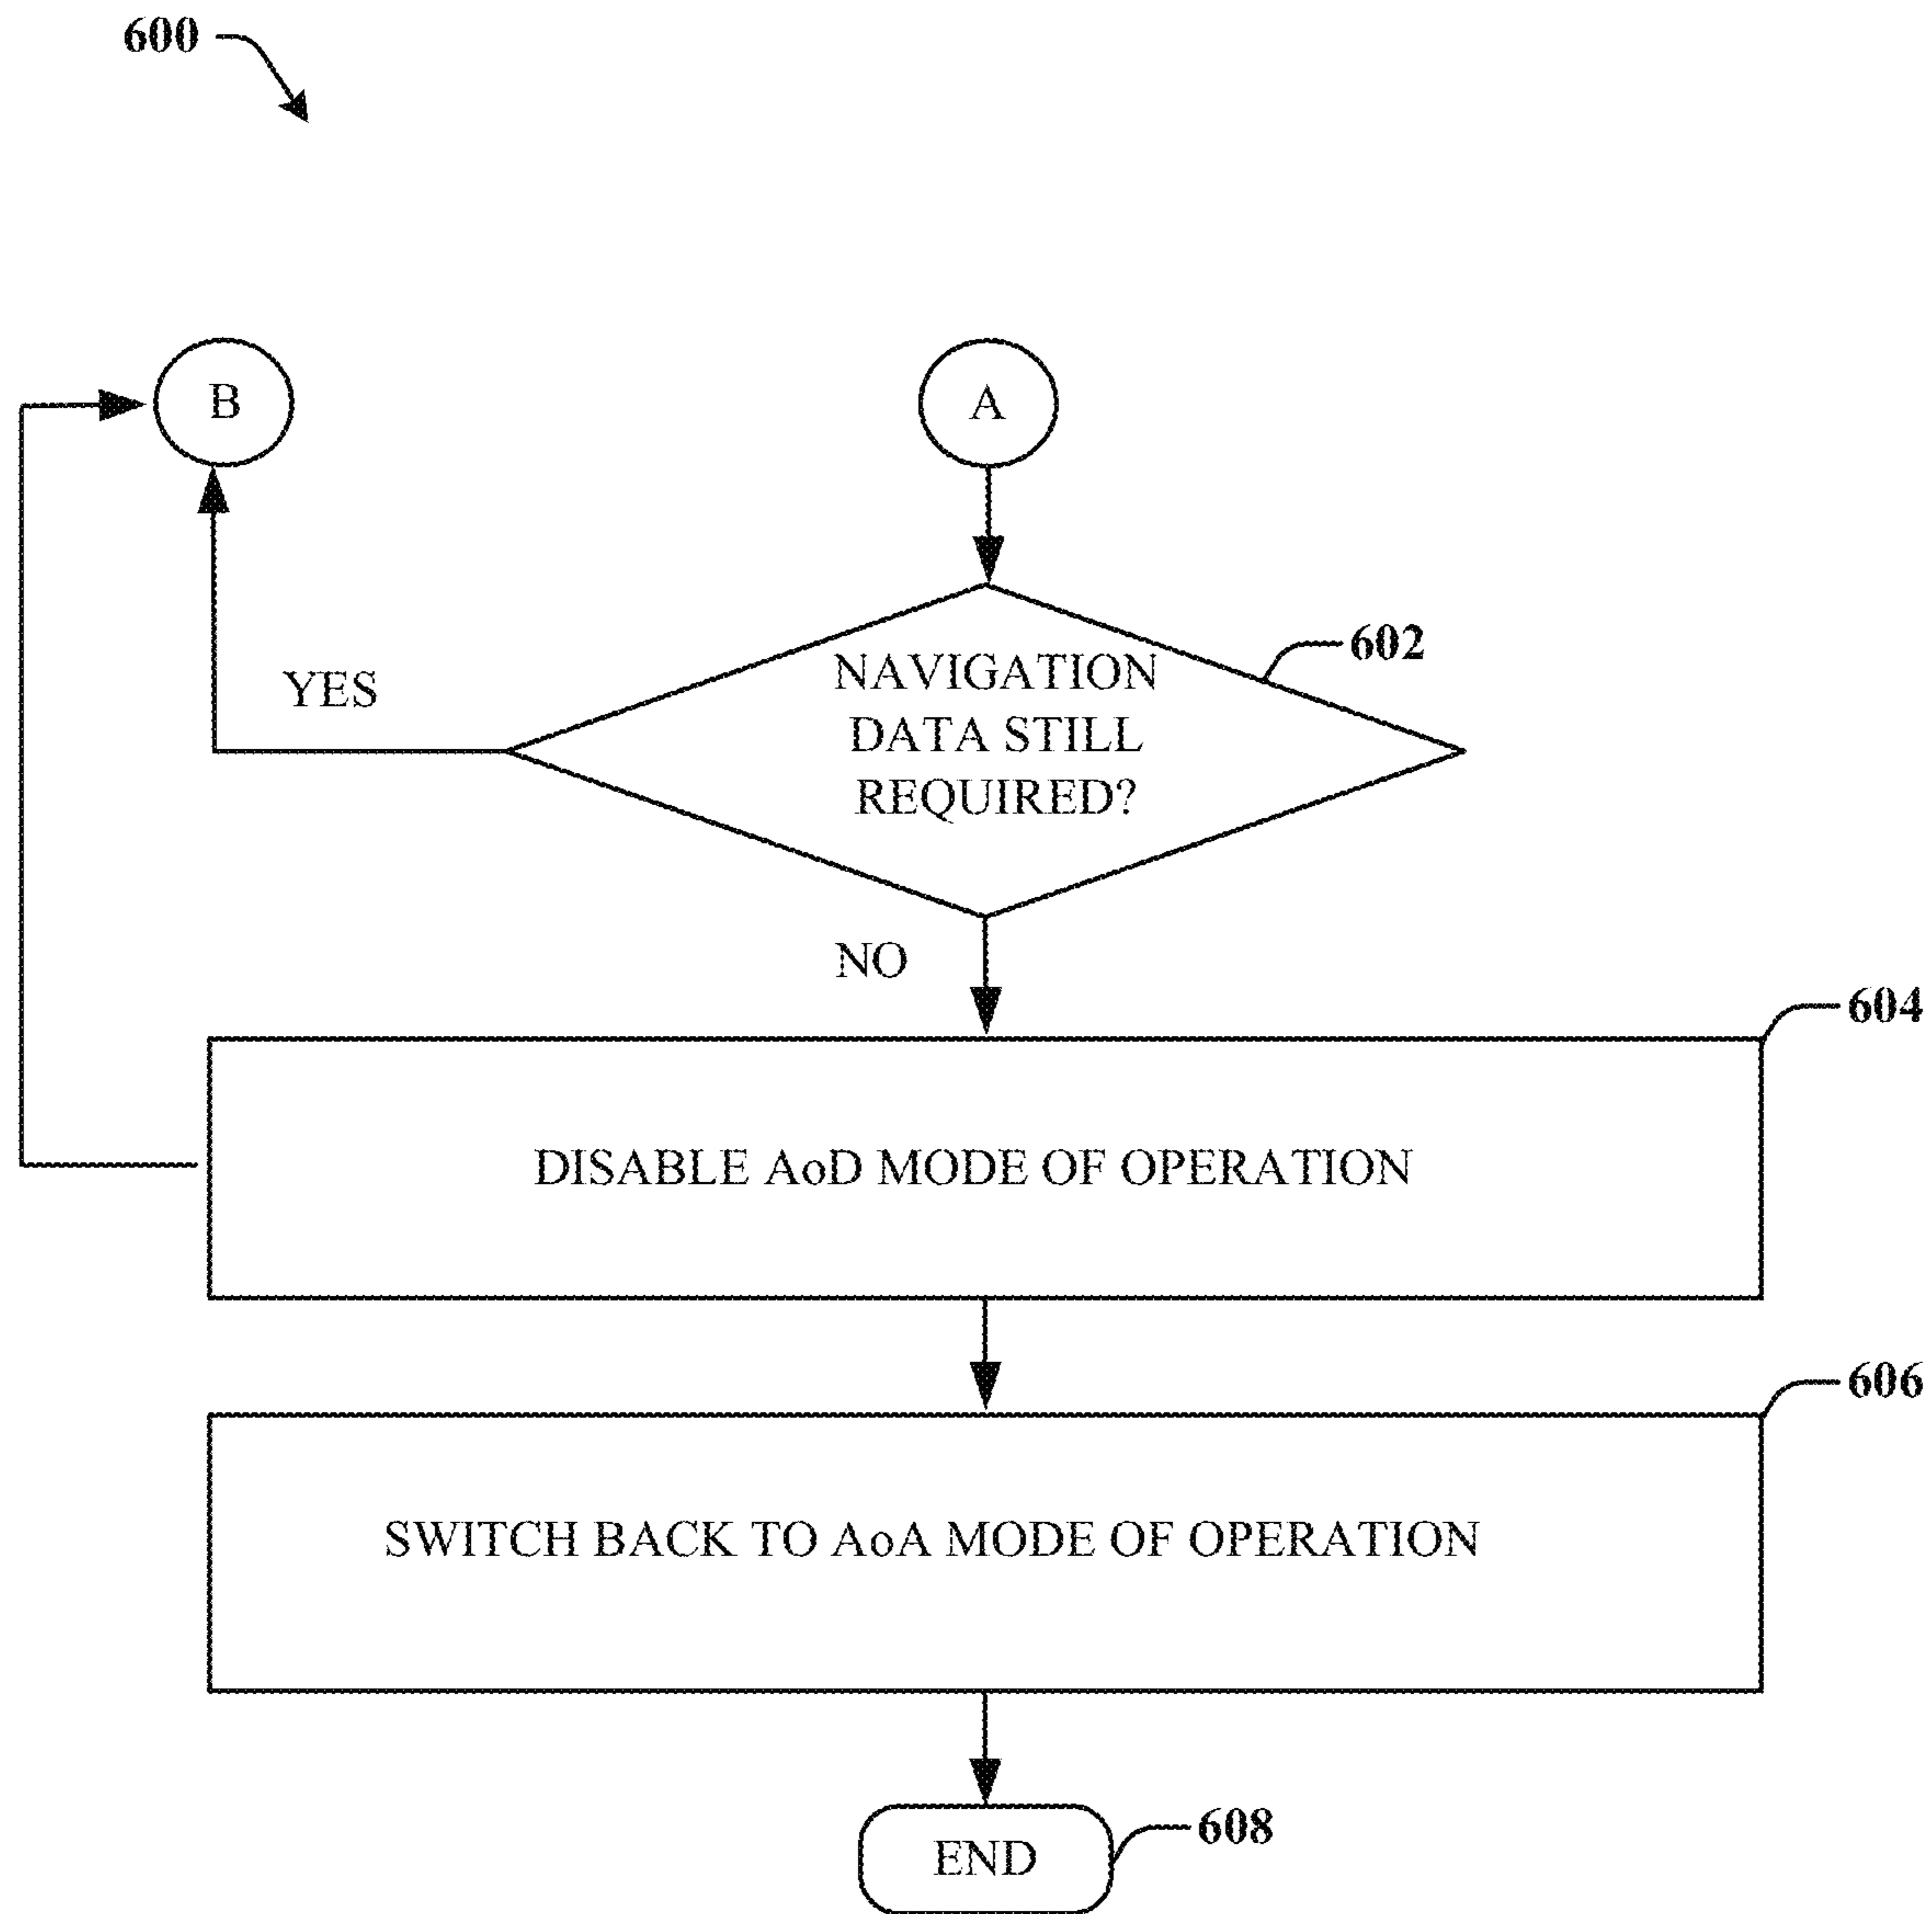 600
B
A
602
NAVIGATION
DATA STILL
REQUIRED?
YES
NO
604
DISABLE AoD MODE OF OPERATION
606
SWITCH BACK TO AoA MODE OF OPERATION
608
END